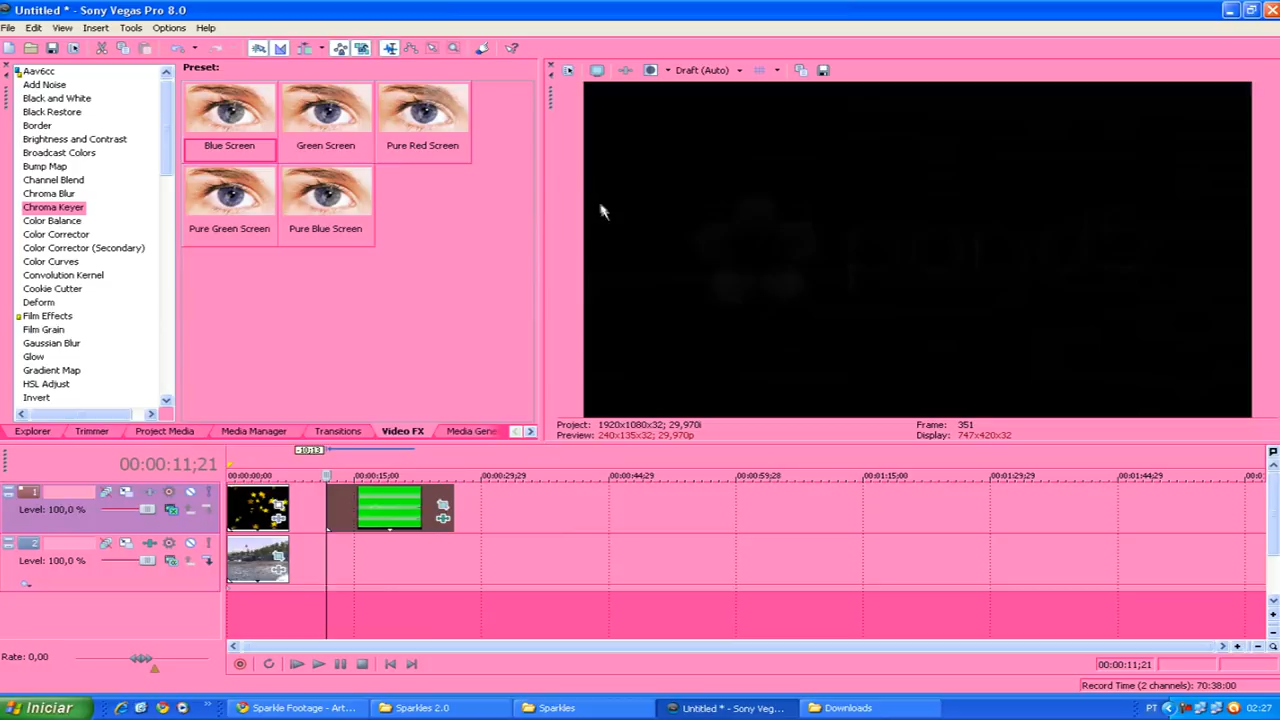 Untitled * - Sony Vegas Pro 8.0
File Edit View Insert Tools Options Help
Aav6cc
Add Noise
Black and White
Black Restore
Border
Brightness and Contrast
Broadcast Colors
Bump Map
Channel Blend
Chroma Blur
Chroma Keyer
Color Balance
Color Corrector
Color Corrector (Secondary)
Color Curves
Convolution Kernel
Cookie Cutter
Deform
Film Effects
Film Grain
Gaussian Blur
Glow
Gradient Map
HSL Adjust
Invert
Preset:
Blue Screen Green Screen Pure Red Screen
Pure Green Screen Pure Blue Screen
Draft (Auto)
Project: 1920x1080x32; 29,970i Frame: 351
Preview: 240x135x32; 29,970p Display: 747x420x32
Explorer Trimmer Project Media Media Manager Transitions Video FX Media Gene
00:00:11;21
-10:13
00:00:00;00 00:00:15;00 00:00:29;29 00:00:44;29 00:00:59;28 00:01:15;00 00:01:29;29 00:01:44;29 00:0
1
Level: 100,0 %
2
Level: 100,0 %
Rate: 0,00
00:00:11;21
Record Time (2 channels): 70:38:00
Iniciar Sparkle Footage - Art... Sparkles 2.0 Sparkles Untitled * - Sony Veg... Downloads PT 02:27